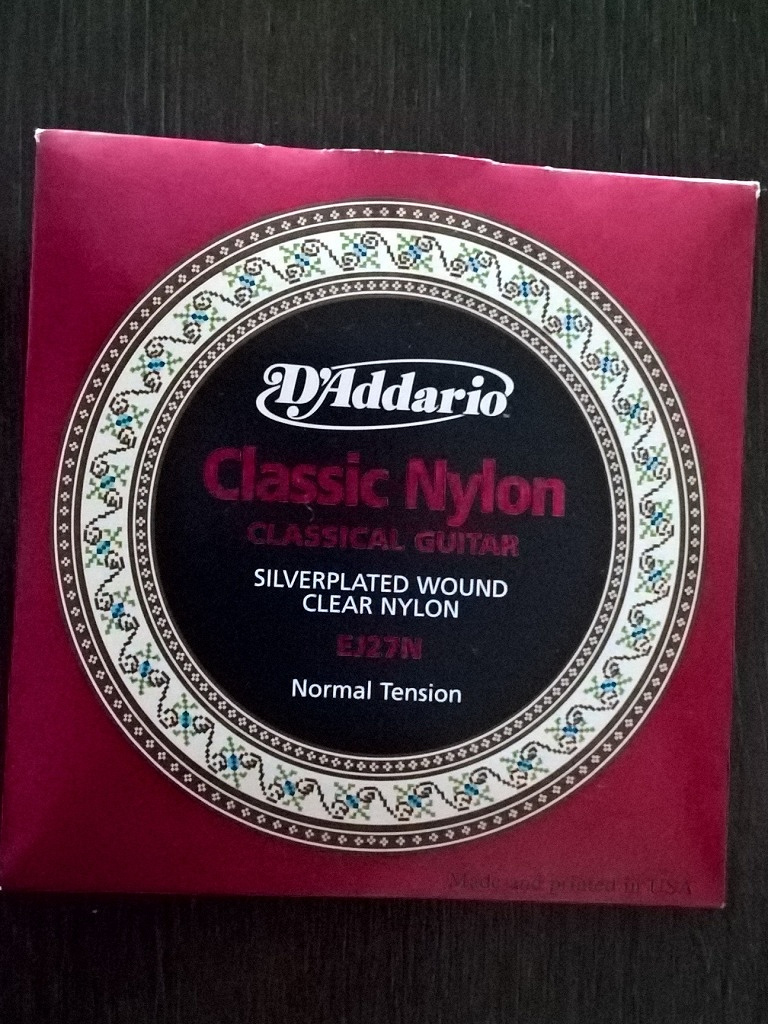 D'Addario
Classic Nylon
CLASSICAL GUITAR
SILVERPLATED WOUND
CLEAR NYLON
EJ27N
Normal Tension
Made and printed in USA